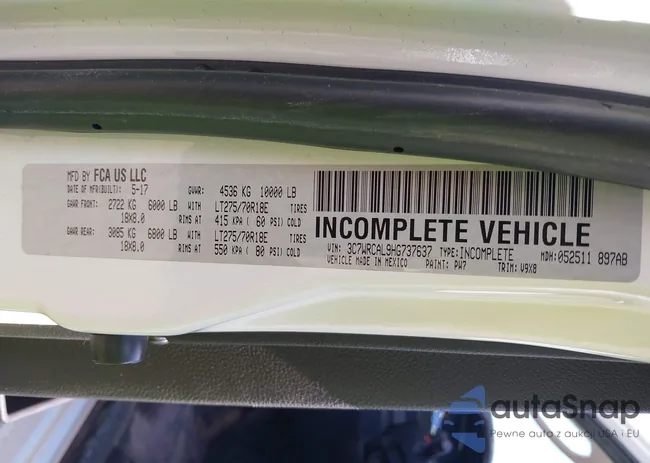 MFD BY FCA US LLC
DATE OF MFR(BUILT) 5-17 GVWR: 4536 KG 10000 LB
GAWR FRONT: 2722 KG 6000 LB WITH LT275/70R18E TIRES
18X8.0 RIMS AT 415 KPA ( 60 PSI) COLD
GAWR REAR: 3085 KG 6800 LB WITH LT275/70R18E TIRES
18X8.0 RIMS AT 550 KPA ( 80 PSI) COLD
INCOMPLETE VEHICLE
VIN: 3C7WRCAL9HG737637 TYPE: INCOMPLETE MDH: 052511 897AB
VEHICLE MADE IN MEXICO PAINT: PW7 TRIM: V9X8
autaSnap
Pewne auta z aukcji USA i EU